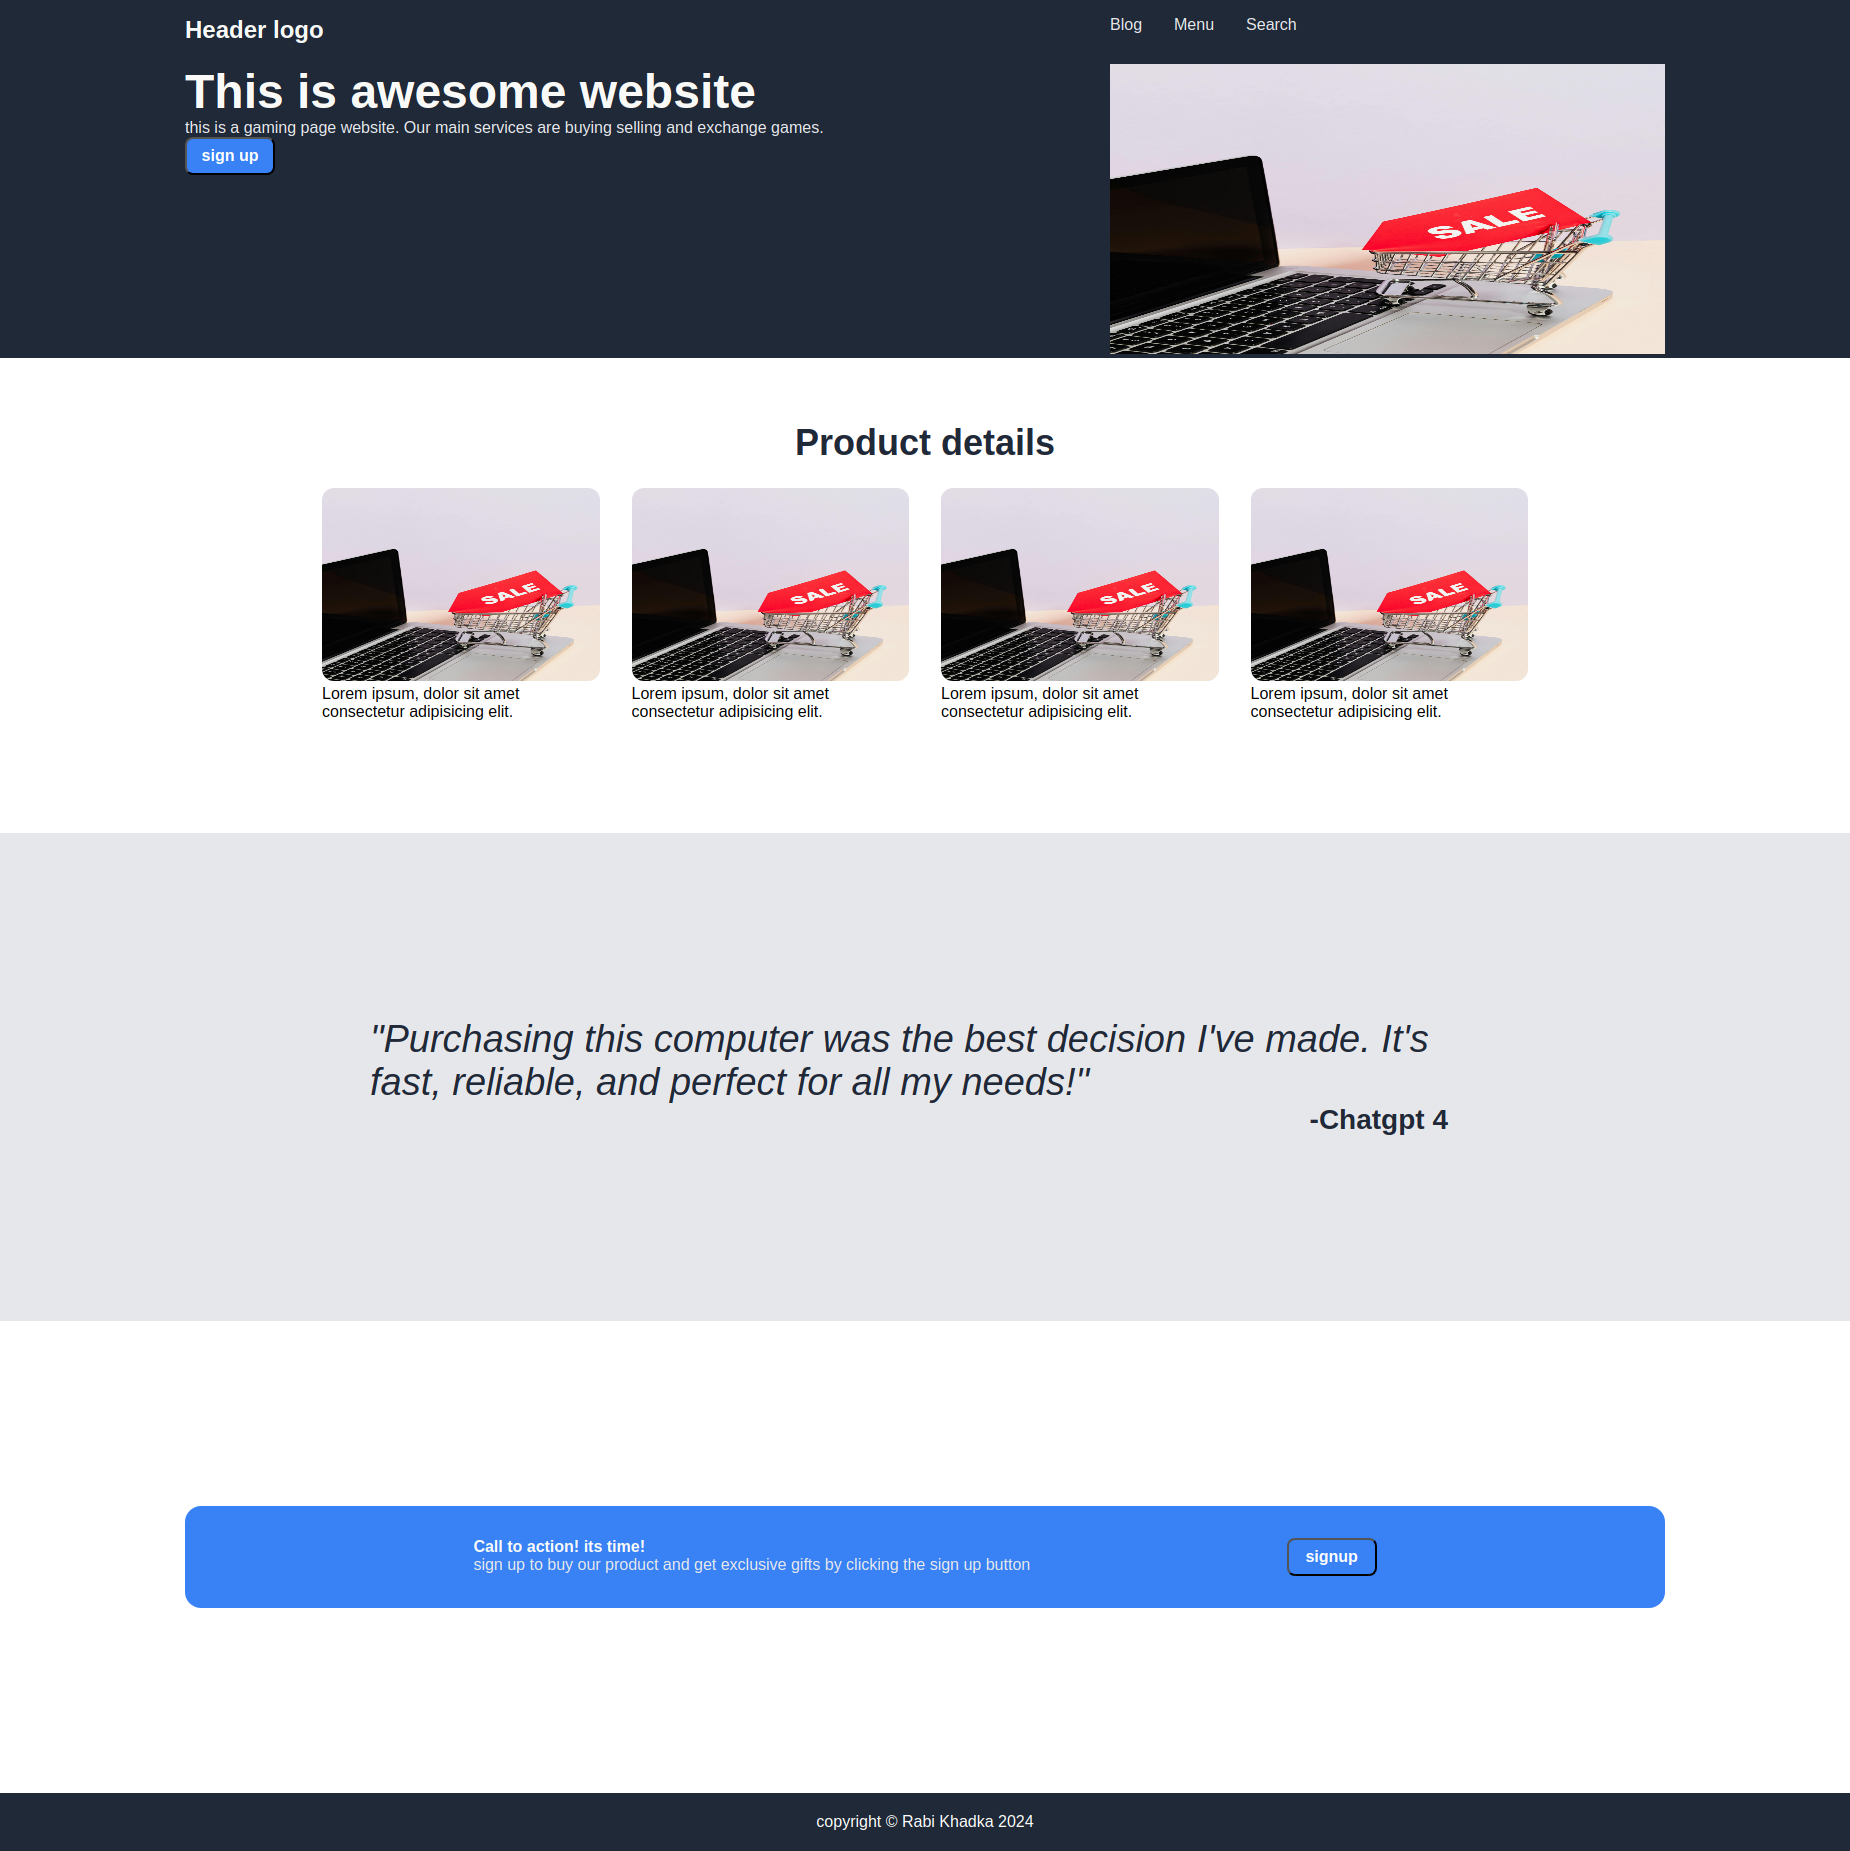 Header logo
Blog Menu Search
This is awesome website
this is a gaming page website. Our main services are buying selling and exchange games.
sign up
SALE
Product details
SALE
SALE
SALE
SALE
Lorem ipsum, dolor sit amet
consectetur adipisicing elit.
Lorem ipsum, dolor sit amet
consectetur adipisicing elit.
Lorem ipsum, dolor sit amet
consectetur adipisicing elit.
Lorem ipsum, dolor sit amet
consectetur adipisicing elit.
"Purchasing this computer was the best decision I've made. It's
fast, reliable, and perfect for all my needs!"
-Chatgpt 4
Call to action! its time!
sign up to buy our product and get exclusive gifts by clicking the sign up button
signup
copyright © Rabi Khadka 2024